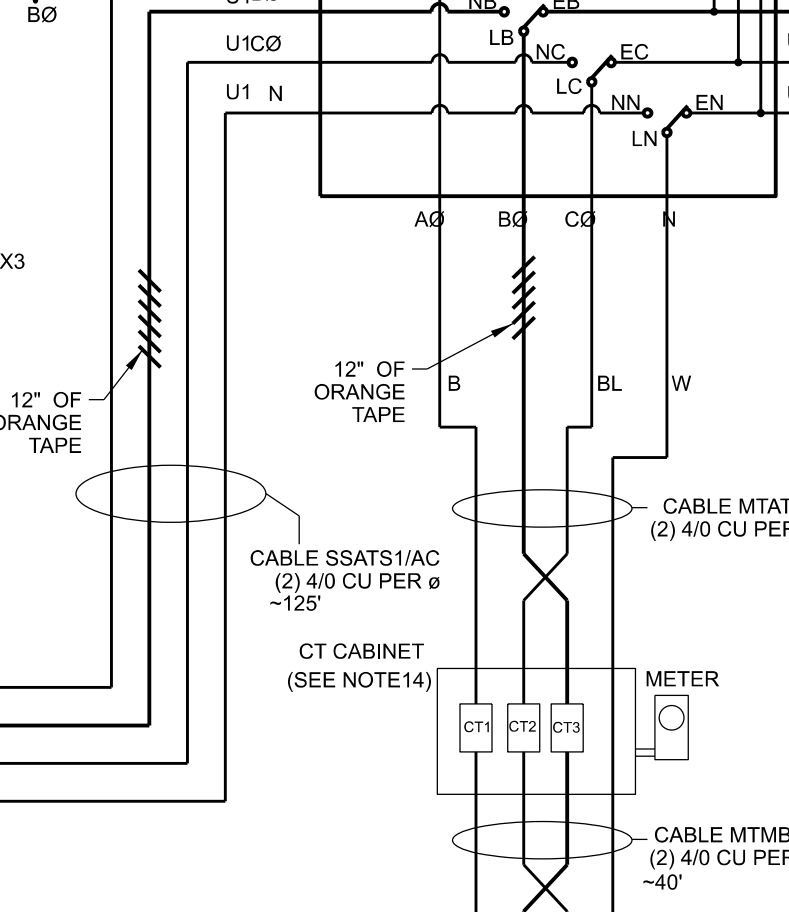 BØ
NB
EB
LB
U1CØ
NC
EC
LC
U1 N
NN
EN
LN
AØ
BØ
CØ
N
X3
12" OF
ORANGE
TAPE
B
BL
W
12" OF
ORANGE
TAPE
CABLE MTAT
(2) 4/0 CU PER
CABLE SSATS1/AC
(2) 4/0 CU PER ø
~125'
CT CABINET
(SEE NOTE14)
METER
CT1
CT2
CT3
CABLE MTMB
(2) 4/0 CU PER
~40'